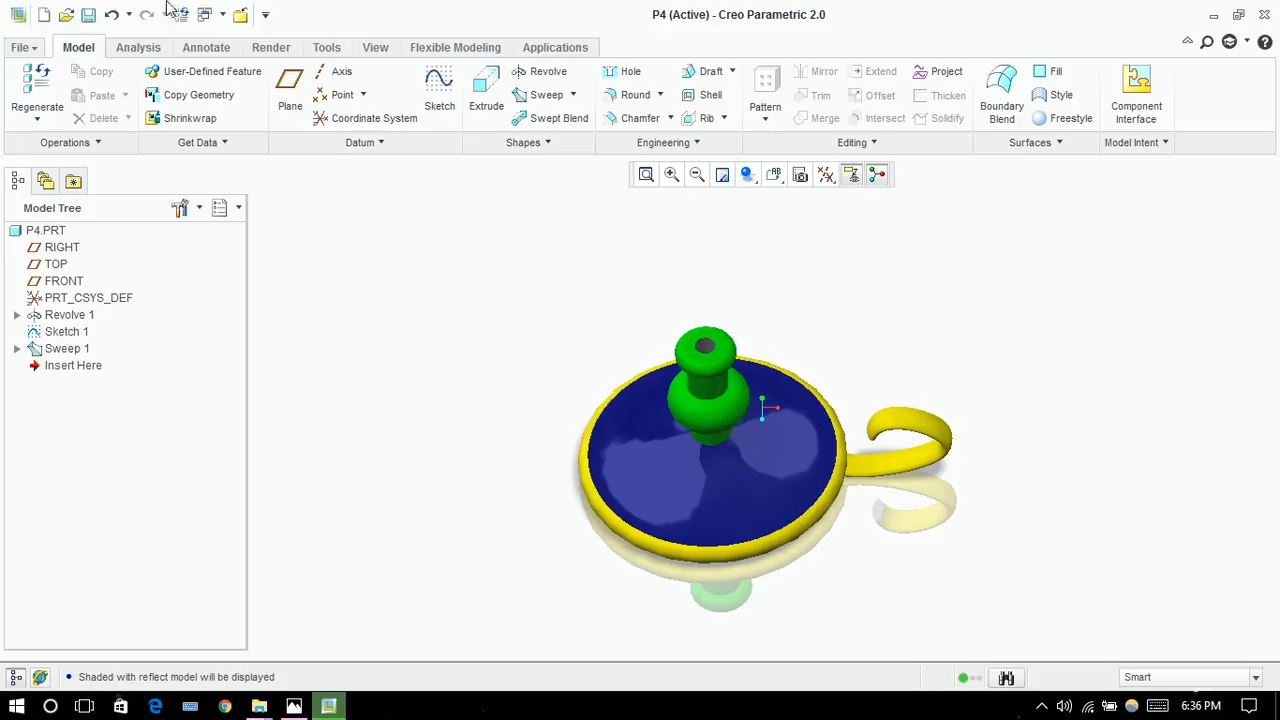 P4 (Active) - Creo Parametric 2.0
File Model Analysis Annotate Render Tools View Flexible Modeling Applications
Regenerate
Copy
Paste
Delete
Operations
User-Defined Feature
Copy Geometry
Shrinkwrap
Get Data
Plane
Axis
Point
Coordinate System
Sketch
Datum
Extrude
Revolve
Sweep
Swept Blend
Shapes
Hole
Round
Chamfer
Draft
Shell
Rib
Engineering
Pattern
Mirror
Trim
Merge
Extend
Offset
Intersect
Project
Thicken
Solidify
Editing
Boundary
Blend
Fill
Style
Freestyle
Surfaces
Component
Interface
Model Intent
Model Tree
P4.PRT
RIGHT
TOP
FRONT
PRT_CSYS_DEF
Revolve 1
Sketch 1
Sweep 1
Insert Here
Shaded with reflect model will be displayed
Smart
6:36 PM